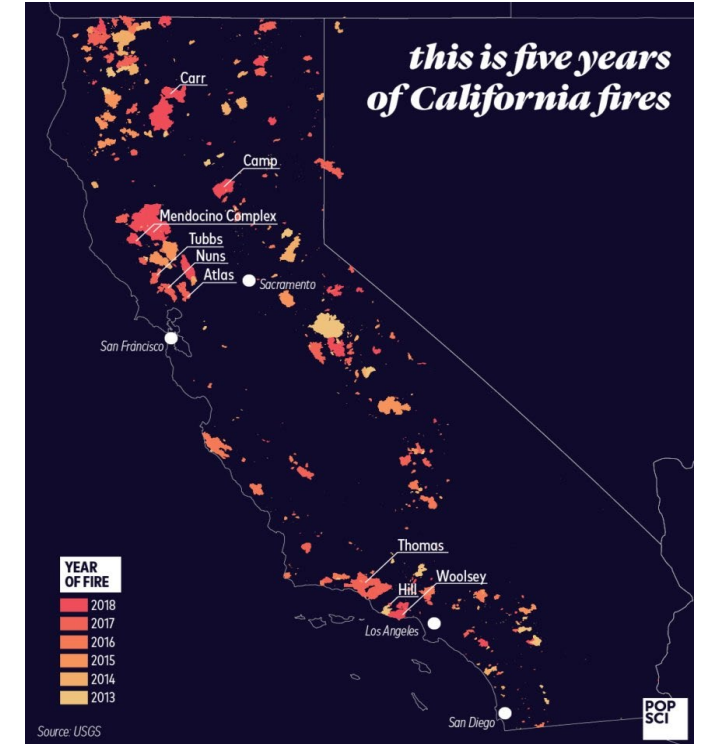 this is five years
of California fires
Carr
Camp
Mendocino Complex
Tubbs
Nuns
Atlas
Sacramento
San Francisco
Thomas
Hill
Woolsey
Los Angeles
San Diego
YEAR
OF FIRE
2018
2017
2016
2015
2014
2013
Source: USGS
POP
SCI